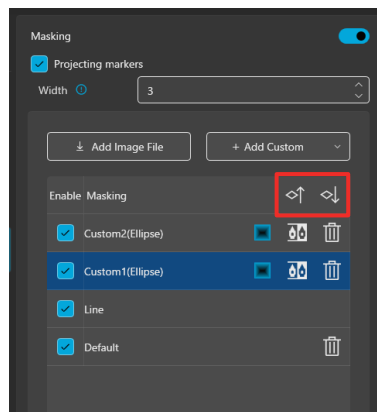 Masking
Projecting markers
Width
3
Add Image File
+ Add Custom
Enable Masking
Custom2(Ellipse)
Custom1(Ellipse)
Line
Default